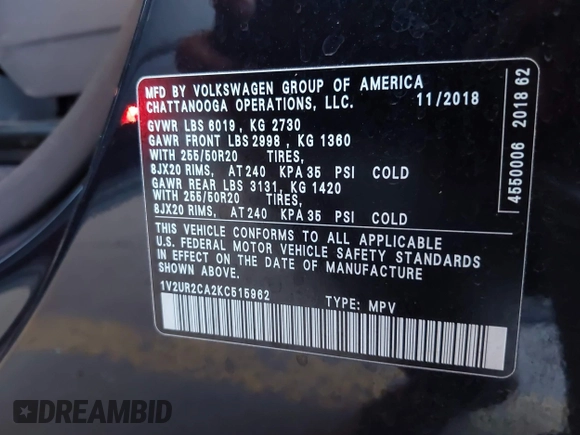 MFD BY VOLKSWAGEN GROUP OF AMERICA
CHATTANOOGA OPERATIONS, LLC. 11/2018
GVWR LBS 6019 , KG 2730
GAWR FRONT LBS 2998 , KG 1360
WITH 255/50R20 TIRES,
8JX20 RIMS, AT 240 KPA 35 PSI COLD
GAWR REAR LBS 3131, KG 1420
WITH 255/50R20 TIRES,
8JX20 RIMS, AT 240 KPA 35 PSI COLD
THIS VEHICLE CONFORMS TO ALL APPLICABLE
U.S. FEDERAL MOTOR VEHICLE SAFETY STANDARDS
IN EFFECT ON THE DATE OF MANUFACTURE
SHOWN ABOVE.
1V2UR2CA2KC515962 TYPE: MPV
4550006 2018 62
DREAMBID